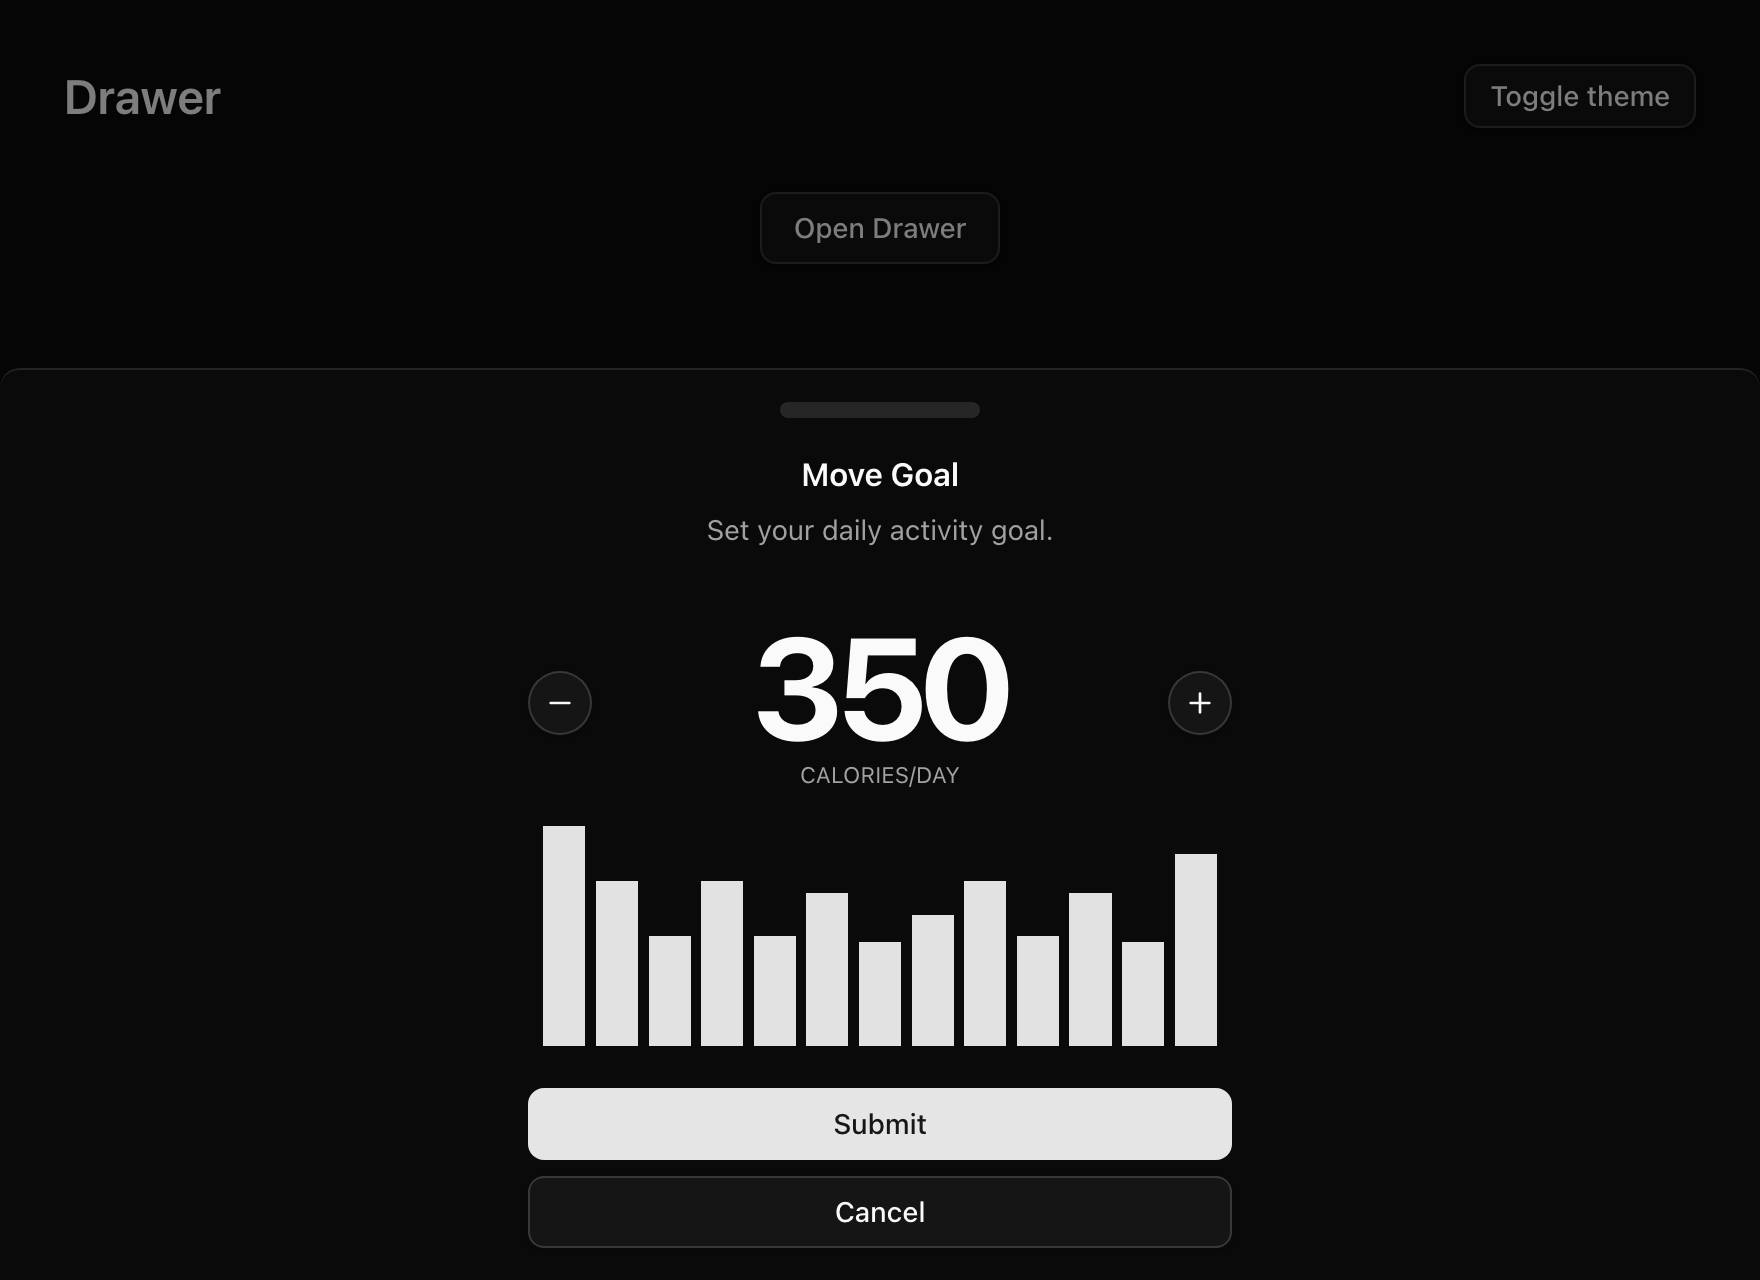 Drawer
Toggle theme
Open Drawer
Move Goal
Set your daily activity goal.
350
CALORIES/DAY
Submit
Cancel